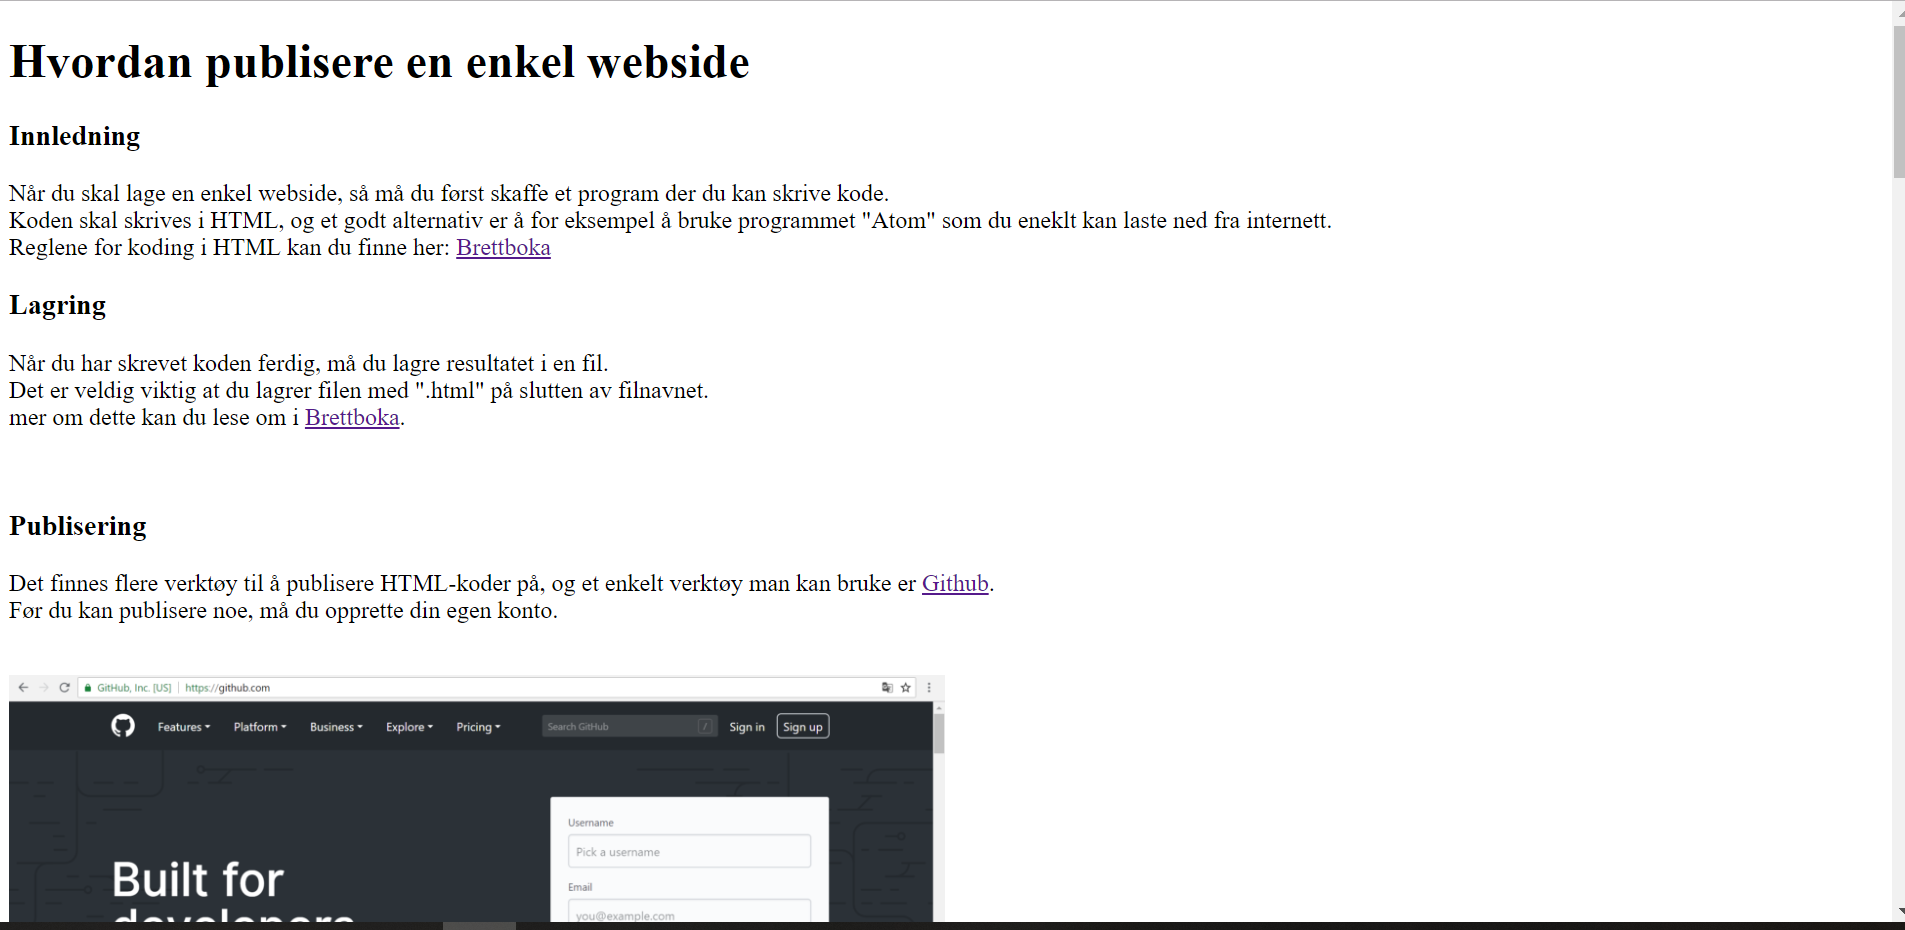 Hvordan publisere en enkel webside
Innledning
Når du skal lage en enkel webside, så må du først skaffe et program der du kan skrive kode.
Koden skal skrives i HTML, og et godt alternativ er å for eksempel å bruke programmet "Atom" som du eneklt kan laste ned fra internett.
Reglene for koding i HTML kan du finne her: Brettboka
Lagring
Når du har skrevet koden ferdig, må du lagre resultatet i en fil.
Det er veldig viktig at du lagrer filen med ".html" på slutten av filnavnet.
mer om dette kan du lese om i Brettboka.
Publisering
Det finnes flere verktøy til å publisere HTML-koder på, og et enkelt verktøy man kan bruke er Github.
Før du kan publisere noe, må du opprette din egen konto.
GitHub, Inc. [US] https://github.com
Features Platform Business Explore Pricing Search GitHub / Sign in Sign up
Username
Pick a username
Built for
Email
developers
you@example.com